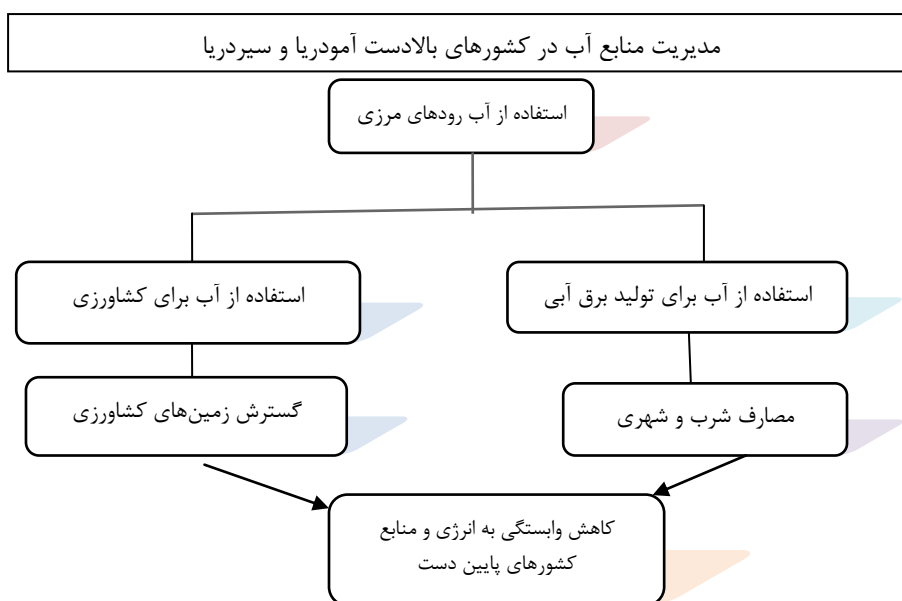 مدیریت منابع آب در کشورهای بالادست آمودریا و سیردریا
استفاده از آب رودهای مرزی
استفاده از آب برای تولید برق آبی
استفاده از آب برای کشاورزی
مصارف شرب و شهری
گسترش زمین‌های کشاورزی
کاهش وابستگی به انرژی و منابع
کشورهای پایین دست